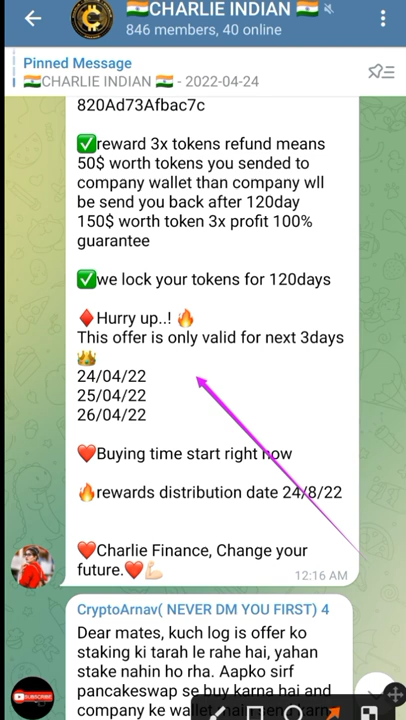 🇮🇳CHARLIE INDIAN 🇮🇳
846 members, 40 online
Pinned Message
🇮🇳CHARLIE INDIAN 🇮🇳 - 2022-04-24
820Ad73Afbac7c
✅reward 3x tokens refund means
50$ worth tokens you sended to
company wallet than company wll
be send you back after 120day
150$ worth token 3x profit 100%
guarantee
✅we lock your tokens for 120days
♦️Hurry up..! 🔥
This offer is only valid for next 3days
👑
24/04/22
25/04/22
26/04/22
❤️Buying time start right now
🔥rewards distribution date 24/8/22
❤️Charlie Finance, Change your
future.❤️💪🏻
12:16 AM
CryptoArnav( NEVER DM YOU FIRST) 4
Dear mates, kuch log is offer ko
staking ki tarah le rahe hai, yahan
stake nahin ho rha. Aapko sirf
pancakeswap se buy karna hai and
company ke wallet